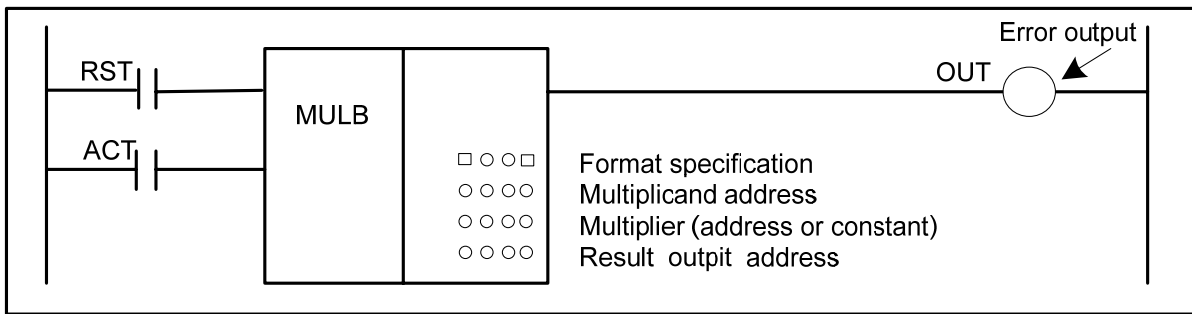 Error output
RST
OUT
MULB
ACT
□○○□ Format specification
○○○○ Multiplicand address
○○○○ Multiplier (address or constant)
○○○○ Result outpit address